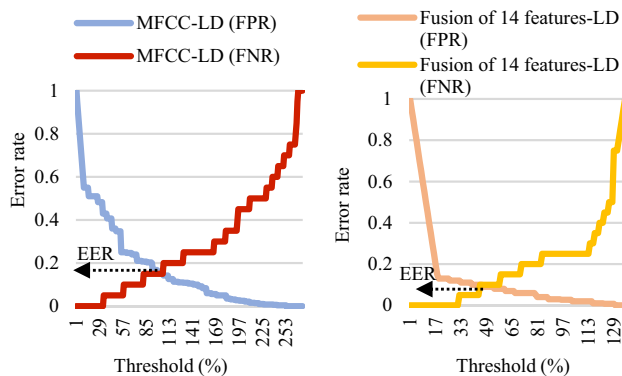 MFCC-LD (FPR)
MFCC-LD (FNR)
1
0.8
0.6
0.4
0.2
0
Error rate
EER
1 29 57 85 113 141 169 197 225 253
Threshold (%)
Fusion of 14 features-LD
(FPR)
Fusion of 14 features-LD
(FNR)
1
0.8
0.6
0.4
0.2
0
Error rate
EER
1 17 33 49 65 81 97 113 129
Threshold (%)